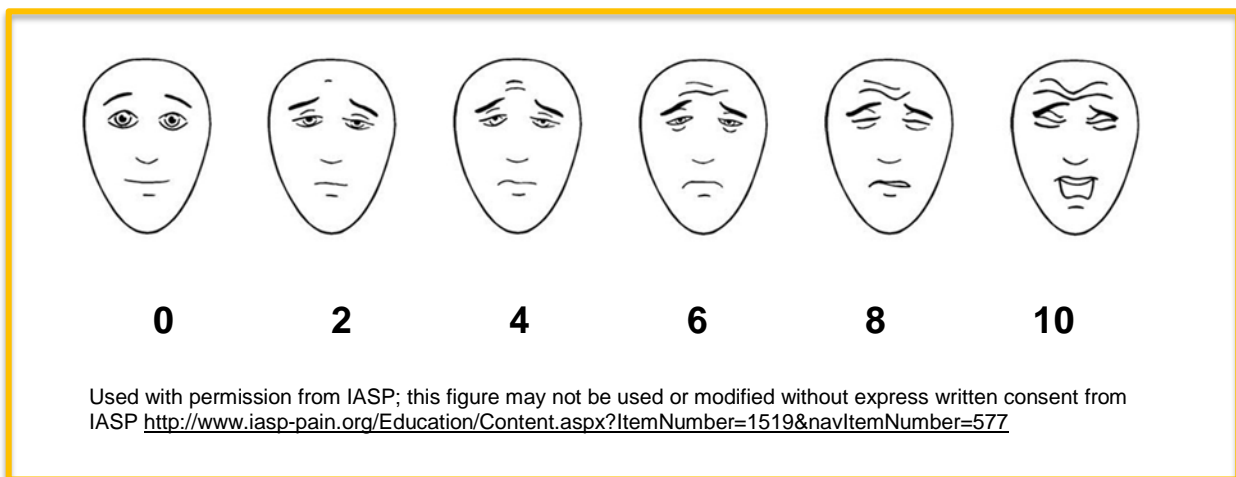 0 2 4 6 8 10
Used with permission from IASP; this figure may not be used or modified without express written consent from
IASP http://www.iasp-pain.org/Education/Content.aspx?ItemNumber=1519&navItemNumber=577